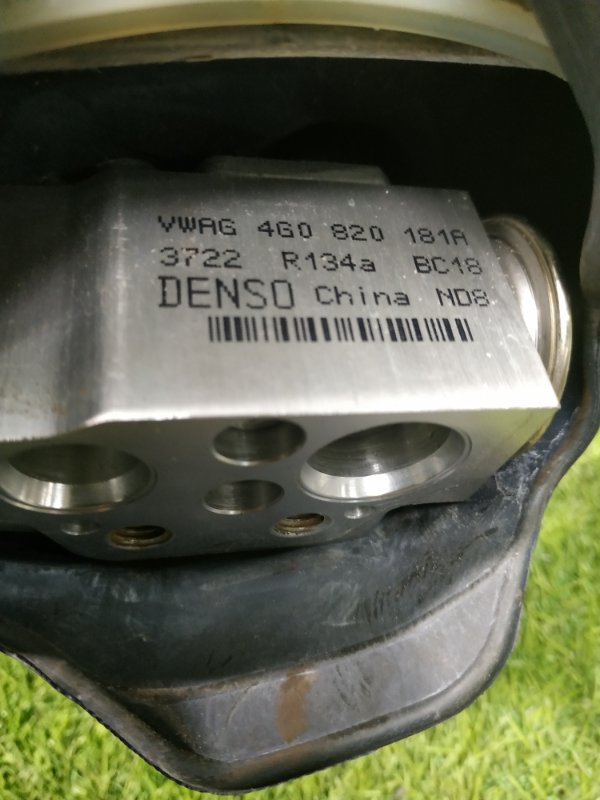 VWAG 4G0 820 181A
3722 R134a BC18
DENSO China ND8